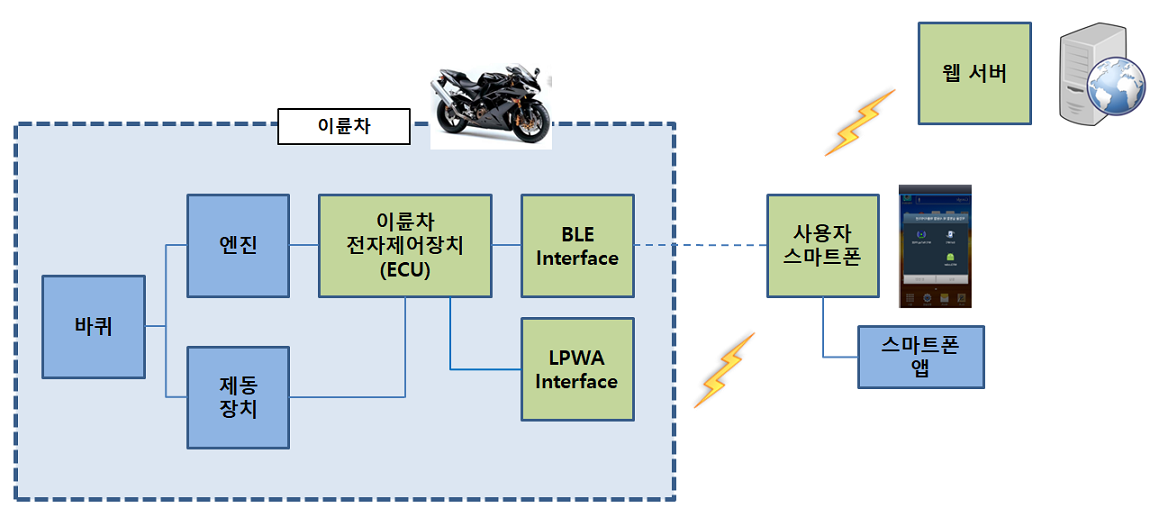 웹 서버
이륜차
엔진
이륜차
전자제어장치
(ECU)
BLE
Interface
사용자
스마트폰
바퀴
제동
장치
LPWA
Interface
스마트폰
앱